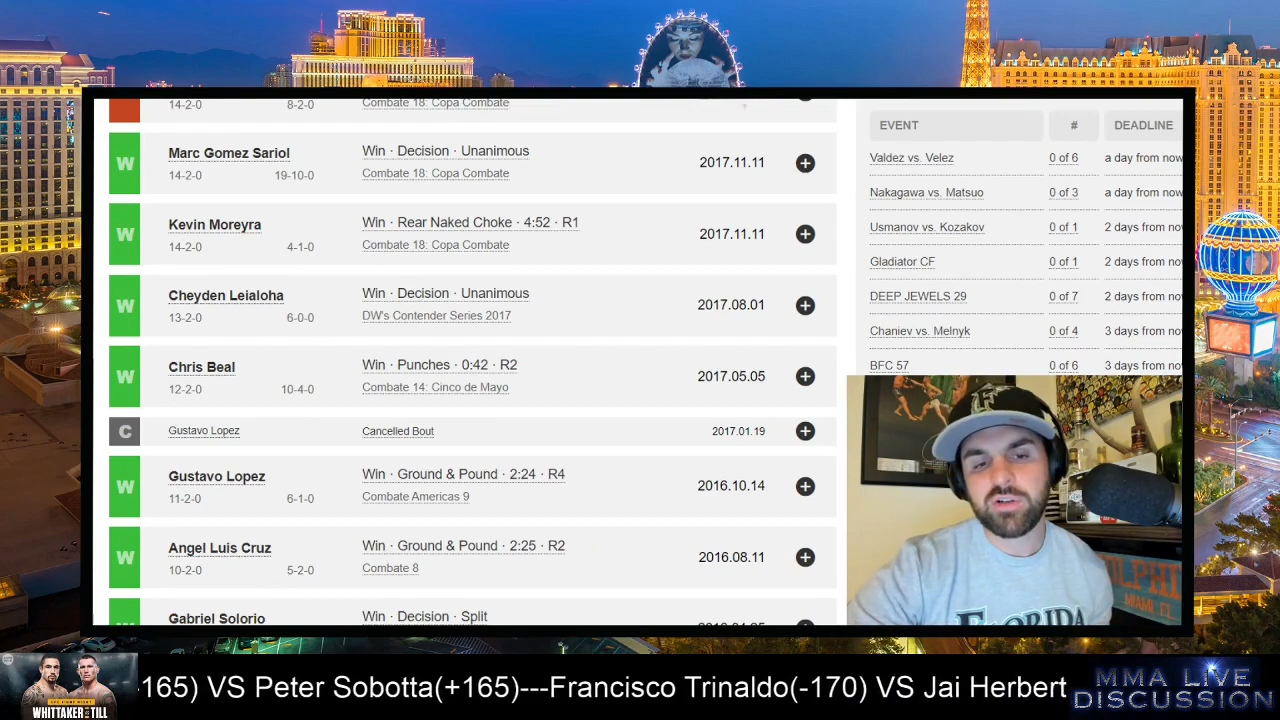 14-2-0 8-2-0 Combate 18: Copa Combate
W Marc Gomez Sariol Win · Decision · Unanimous 2017.11.11
14-2-0 19-10-0 Combate 18: Copa Combate
W Kevin Moreyra Win · Rear Naked Choke · 4:52 · R1 2017.11.11
14-2-0 4-1-0 Combate 18: Copa Combate
W Cheyden Leialoha Win · Decision · Unanimous 2017.08.01
13-2-0 6-0-0 DW's Contender Series 2017
W Chris Beal Win · Punches · 0:42 · R2 2017.05.05
12-2-0 10-4-0 Combate 14: Cinco de Mayo
C Gustavo Lopez Cancelled Bout 2017.01.19
W Gustavo Lopez Win · Ground & Pound · 2:24 · R4 2016.10.14
11-2-0 6-1-0 Combate Americas 9
W Angel Luis Cruz Win · Ground & Pound · 2:25 · R2 2016.08.11
10-2-0 5-2-0 Combate 8
Gabriel Solorio Win · Decision · Split
EVENT # DEADLINE
Valdez vs. Velez 0 of 6 a day from now
Nakagawa vs. Matsuo 0 of 3 a day from now
Usmanov vs. Kozakov 0 of 1 2 days from now
Gladiator CF 0 of 1 2 days from now
DEEP JEWELS 29 0 of 7 2 days from now
Chaniev vs. Melnyk 0 of 4 3 days from now
BFC 57 0 of 6 3 days from now
FLORIDA
MIAMI, FL
WHITTAKER TILL
-165) VS Peter Sobotta(+165)---Francisco Trinaldo(-170) VS Jai Herbert
MMA LIVE
DISCUSSION